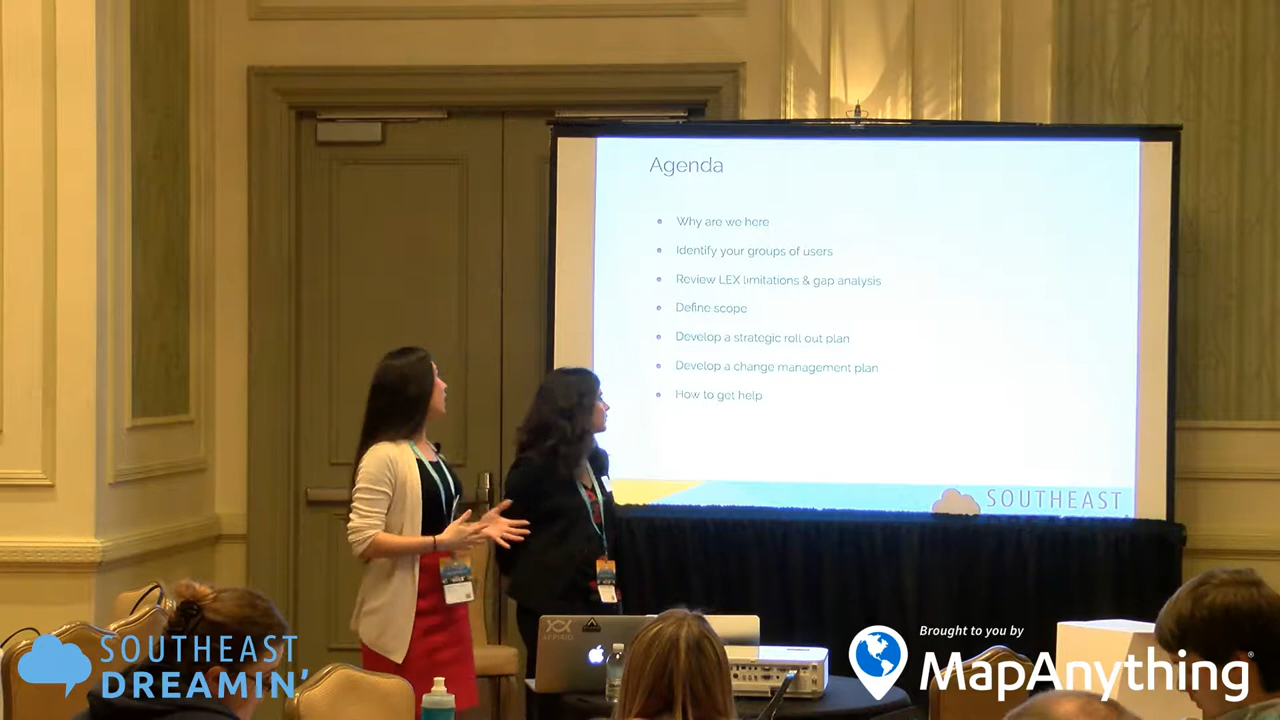 Agenda
Why are we here
Identify your groups of users
Review LEX limitations & gap analysis
Define scope
Develop a strategic roll out plan
Develop a change management plan
How to get help
SOUTHEAST
APPIRIO
SOUTHEAST
DREAMIN'
Brought to you by
MapAnything®